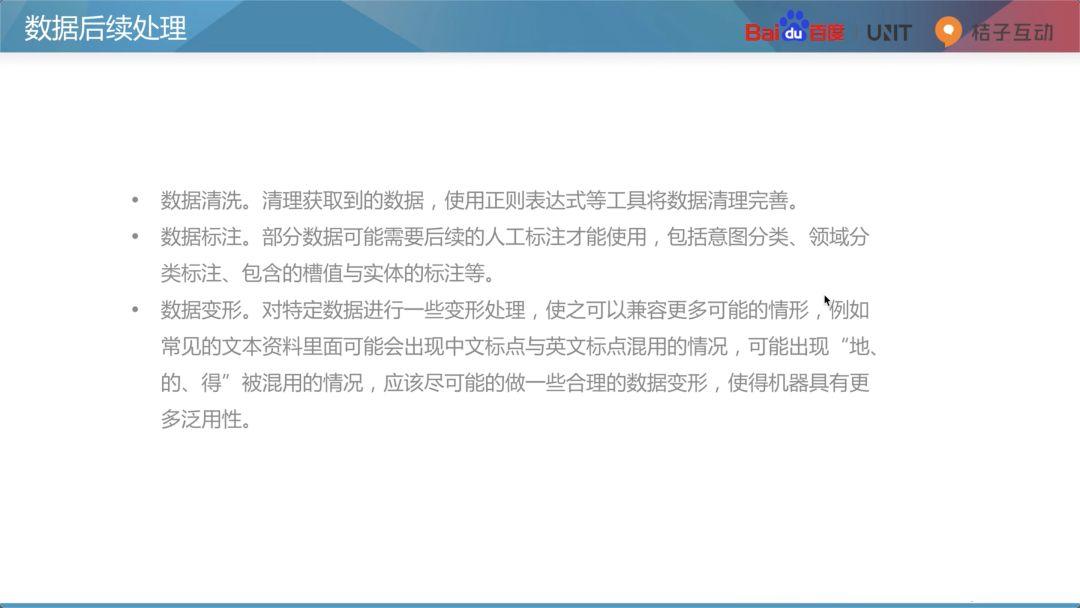 数据后续处理
Bai du 百度 UNIT 桔子互动
• 数据清洗。清理获取到的数据，使用正则表达式等工具将数据清理完善。
• 数据标注。部分数据可能需要后续的人工标注才能使用，包括意图分类、领域分
类标注、包含的槽值与实体的标注等。
• 数据变形。对特定数据进行一些变形处理，使之可以兼容更多可能的情形，例如
常见的文本资料里面可能会出现中文标点与英文标点混用的情况，可能出现“地、
的、得”被混用的情况，应该尽可能的做一些合理的数据变形，使得机器具有更
多泛用性。